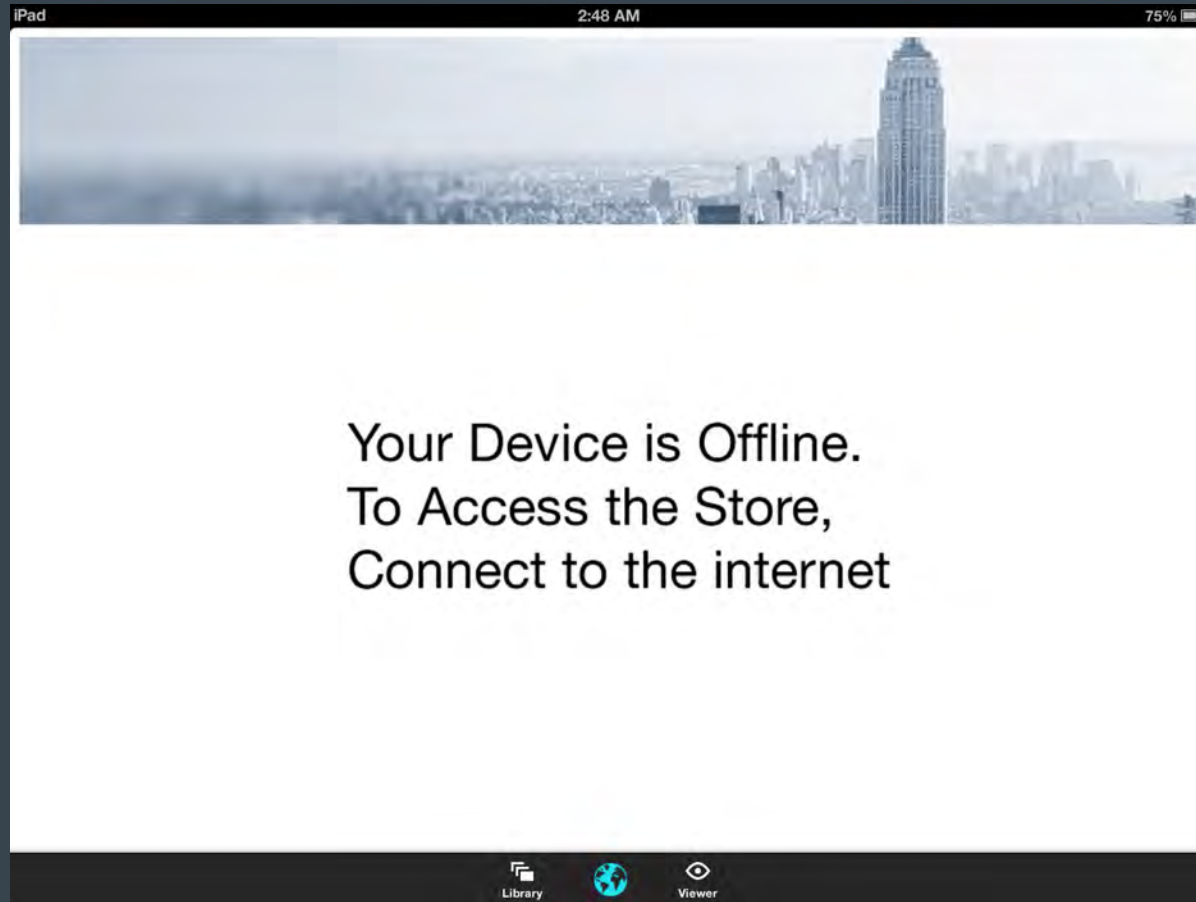 iPad
2:48 AM
75%
Your Device is Offline.
To Access the Store,
Connect to the internet
Library
Viewer